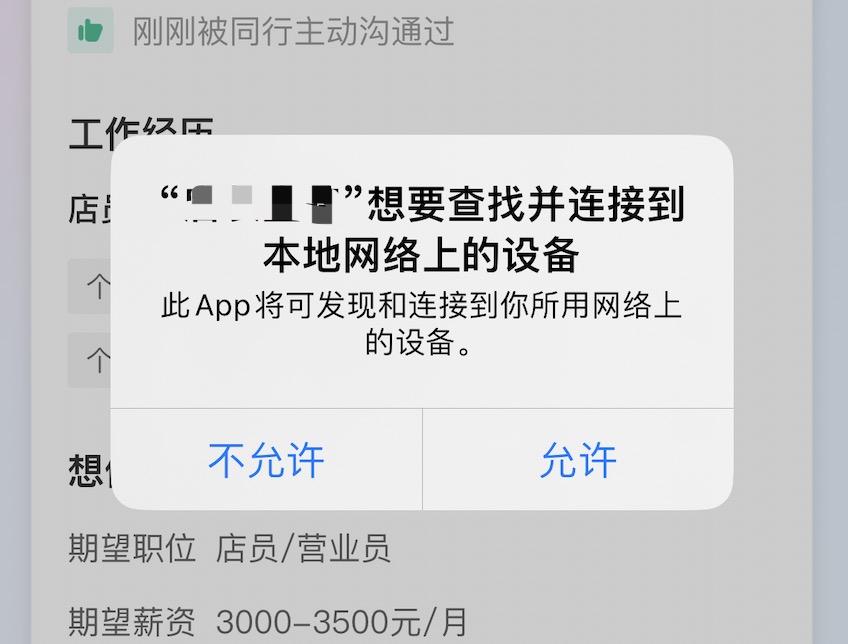 刚刚被同行主动沟通过
工作经历
“”想要查找并连接到
本地网络上的设备
此App将可发现和连接到你所用网络上
的设备。
店员
个
个
不允许
允许
想
期望职位 店员/营业员
期望薪资 3000-3500元/月